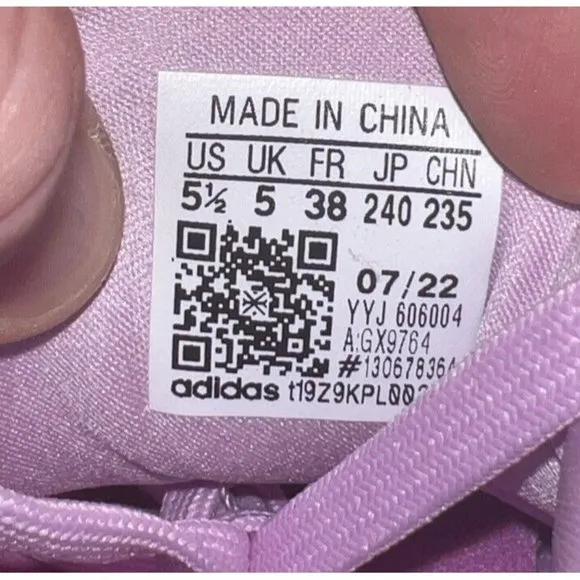 MADE IN CHINA
US UK FR JP CHN
5½ 5 38 240 235
07/22
YYJ 606004
A:GX9764
adidas